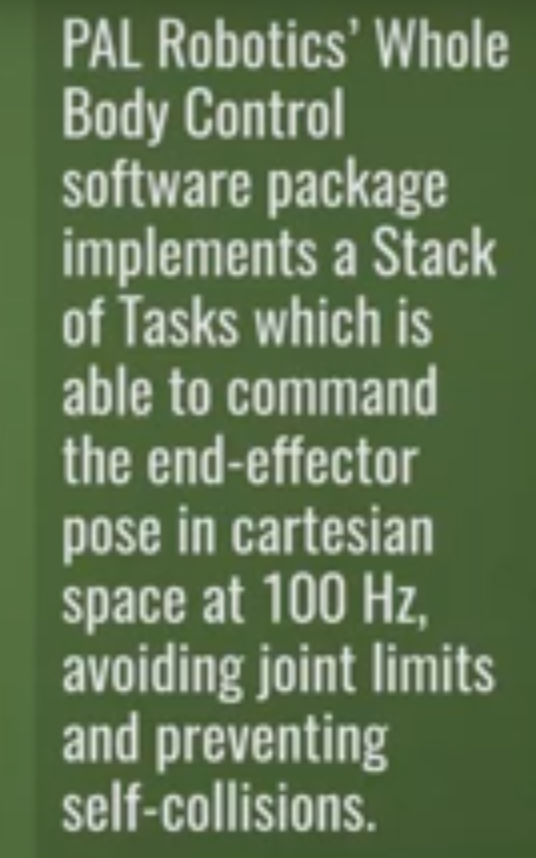 PAL Robotics’ Whole
Body Control
software package
implements a Stack
of Tasks which is
able to command
the end-effector
pose in cartesian
space at 100 Hz,
avoiding joint limits
and preventing
self-collisions.